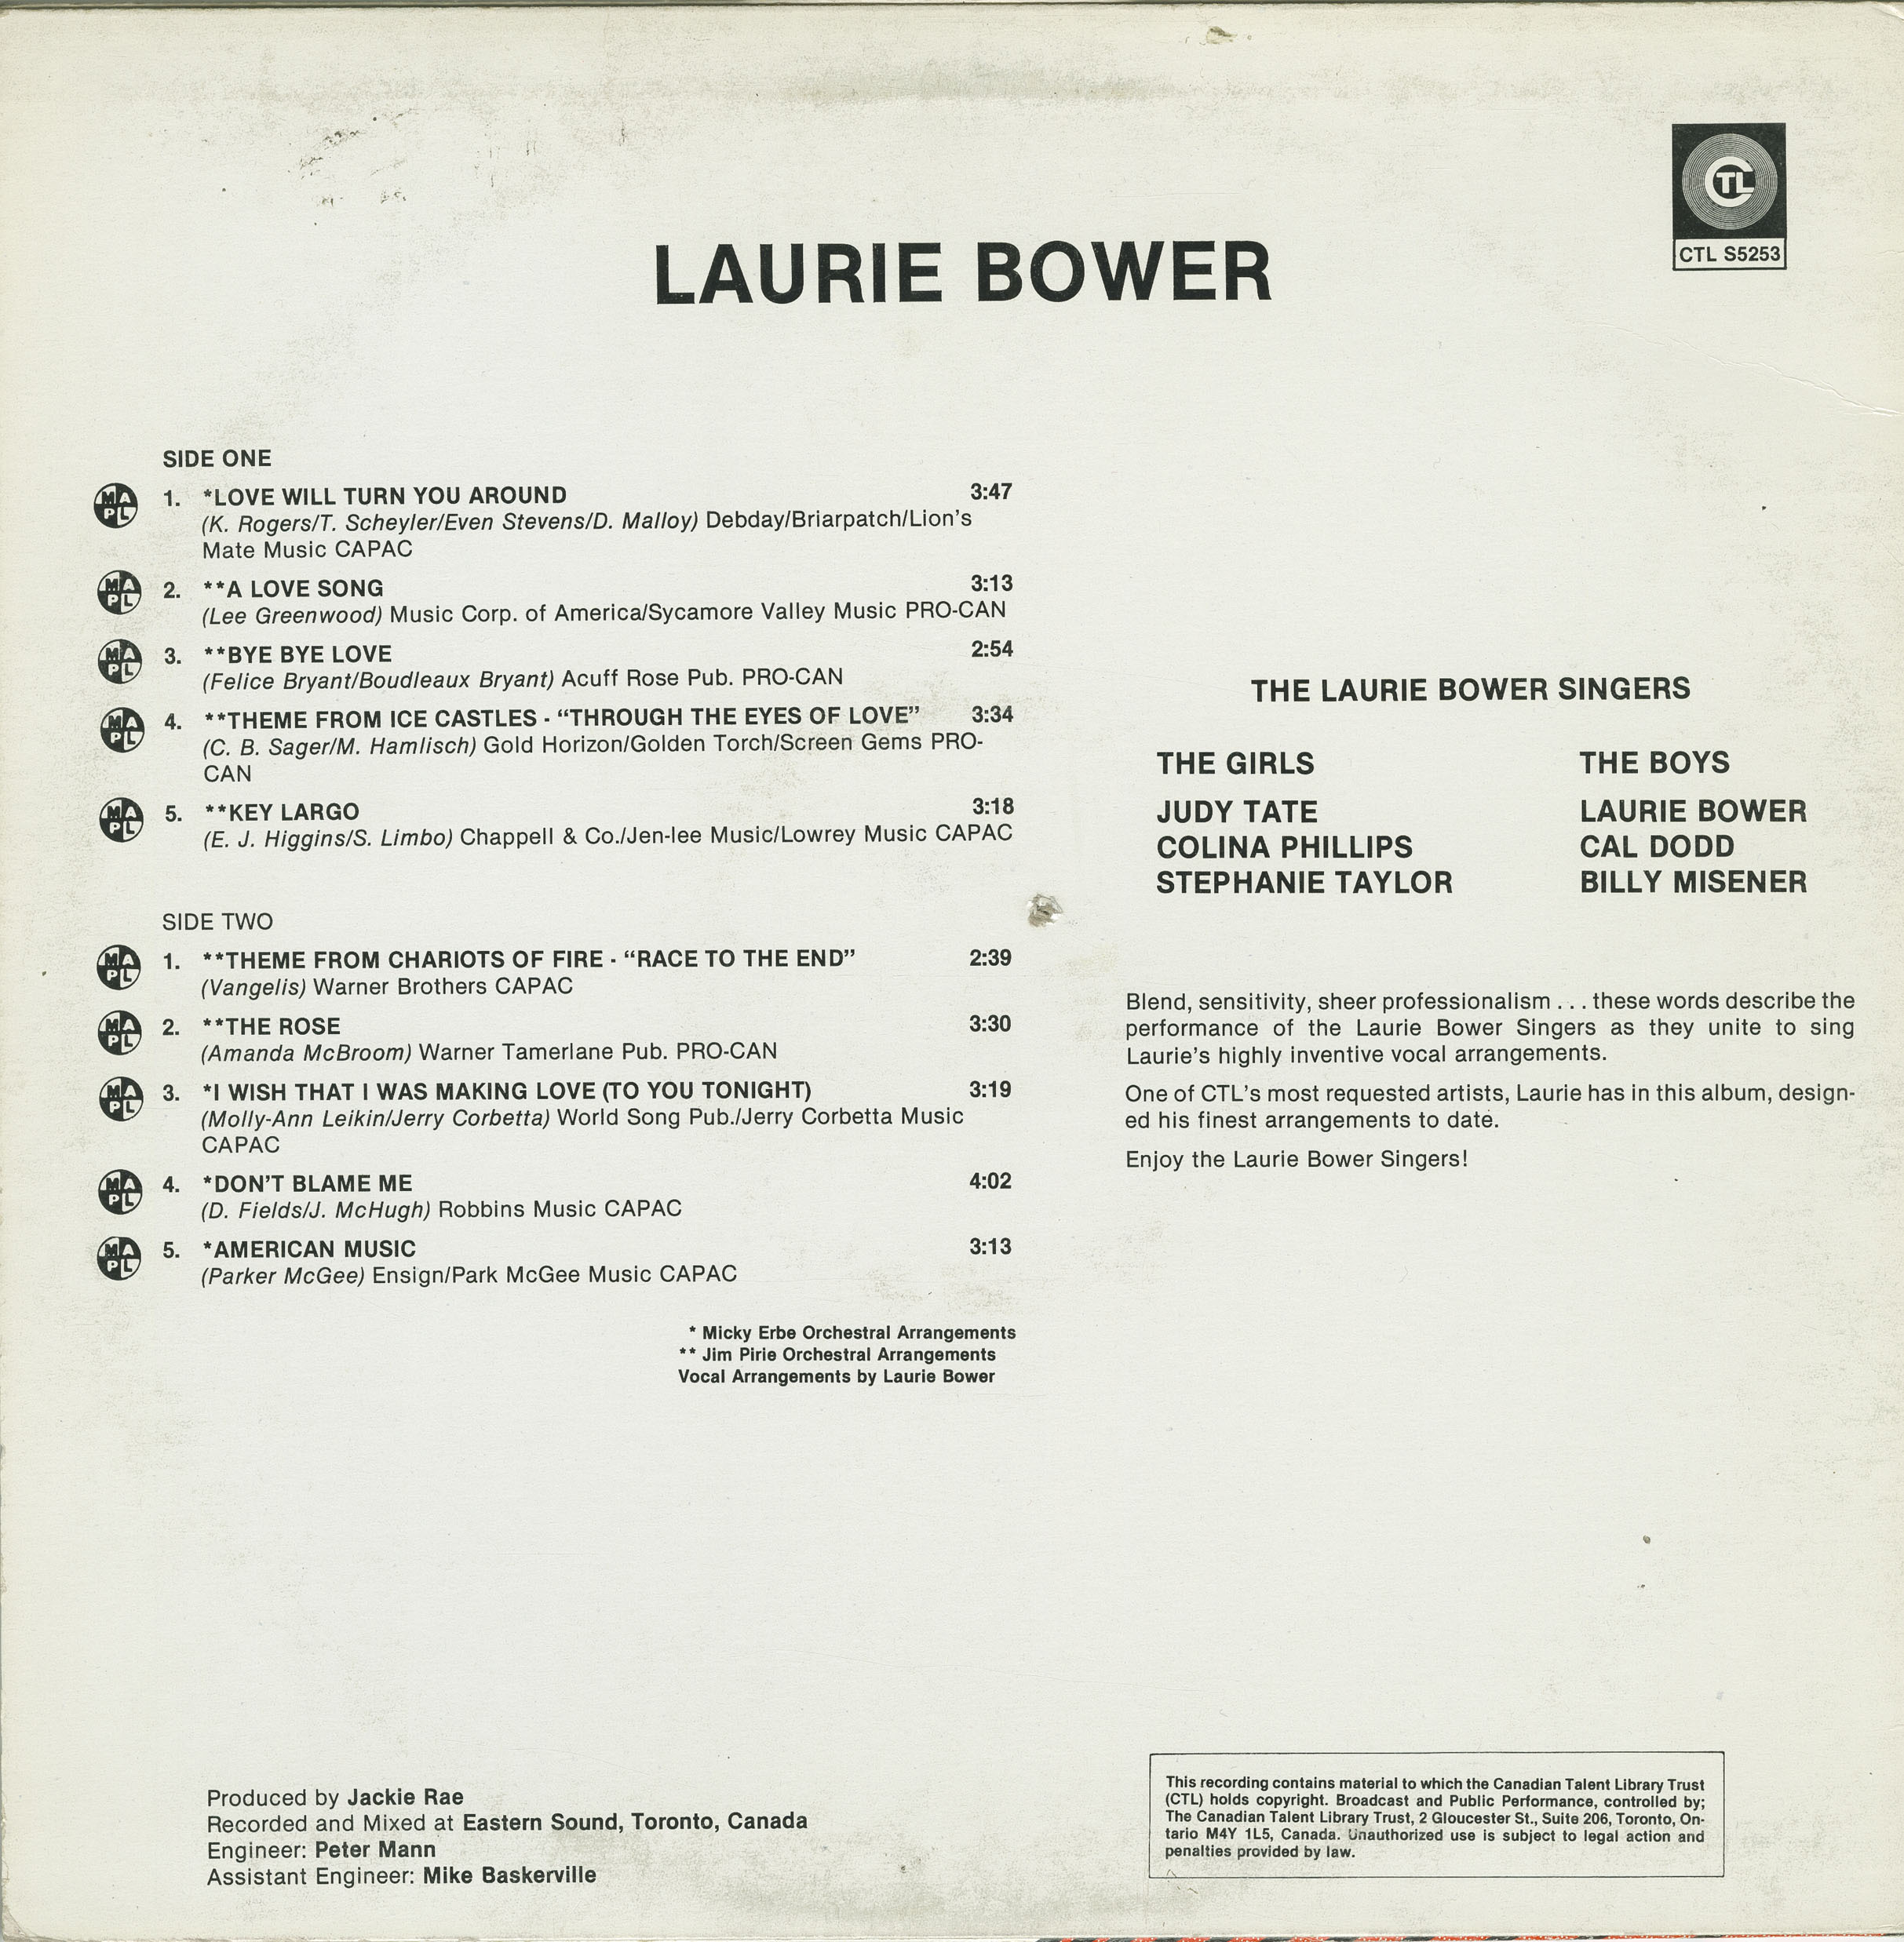 CTL
CTL S5253
LAURIE BOWER
SIDE ONE
MAPL 1. *LOVE WILL TURN YOU AROUND 3:47
(K. Rogers/T. Scheyler/Even Stevens/D. Malloy) Debday/Briarpatch/Lion's
Mate Music CAPAC
MAPL 2. **A LOVE SONG 3:13
(Lee Greenwood) Music Corp. of America/Sycamore Valley Music PRO-CAN
MAPL 3. **BYE BYE LOVE 2:54
(Felice Bryant/Boudleaux Bryant) Acuff Rose Pub. PRO-CAN
MAPL 4. **THEME FROM ICE CASTLES - “THROUGH THE EYES OF LOVE” 3:34
(C. B. Sager/M. Hamlisch) Gold Horizon/Golden Torch/Screen Gems PRO-
CAN
MAPL 5. **KEY LARGO 3:18
(E. J. Higgins/S. Limbo) Chappell & Co./Jen-lee Music/Lowrey Music CAPAC
SIDE TWO
MAPL 1. **THEME FROM CHARIOTS OF FIRE - “RACE TO THE END” 2:39
(Vangelis) Warner Brothers CAPAC
MAPL 2. **THE ROSE 3:30
(Amanda McBroom) Warner Tamerlane Pub. PRO-CAN
MAPL 3. *I WISH THAT I WAS MAKING LOVE (TO YOU TONIGHT) 3:19
(Molly-Ann Leikin/Jerry Corbetta) World Song Pub./Jerry Corbetta Music
CAPAC
MAPL 4. *DON'T BLAME ME 4:02
(D. Fields/J. McHugh) Robbins Music CAPAC
MAPL 5. *AMERICAN MUSIC 3:13
(Parker McGee) Ensign/Park McGee Music CAPAC
* Micky Erbe Orchestral Arrangements
** Jim Pirie Orchestral Arrangements
Vocal Arrangements by Laurie Bower
THE LAURIE BOWER SINGERS
THE GIRLS
JUDY TATE
COLINA PHILLIPS
STEPHANIE TAYLOR
THE BOYS
LAURIE BOWER
CAL DODD
BILLY MISENER
Blend, sensitivity, sheer professionalism . . . these words describe the
performance of the Laurie Bower Singers as they unite to sing
Laurie's highly inventive vocal arrangements.
One of CTL's most requested artists, Laurie has in this album, design-
ed his finest arrangements to date.
Enjoy the Laurie Bower Singers!
Produced by Jackie Rae
Recorded and Mixed at Eastern Sound, Toronto, Canada
Engineer: Peter Mann
Assistant Engineer: Mike Baskerville
This recording contains material to which the Canadian Talent Library Trust
(CTL) holds copyright. Broadcast and Public Performance, controlled by;
The Canadian Talent Library Trust, 2 Gloucester St., Suite 206, Toronto, On-
tario M4Y 1L5, Canada. Unauthorized use is subject to legal action and
penalties provided by law.